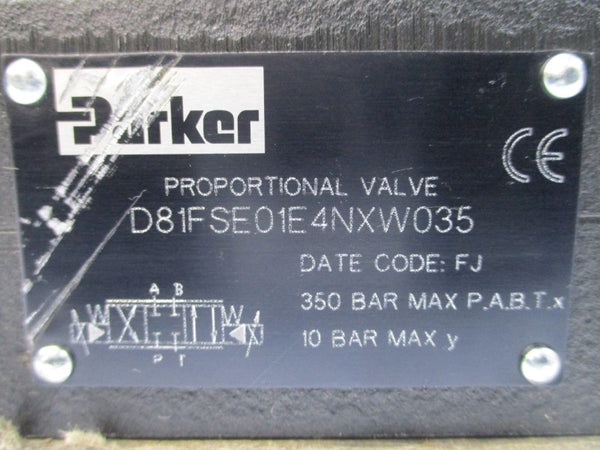 Parker
CE
PROPORTIONAL VALVE
D81FSE01E4NXW035
DATE CODE: FJ
350 BAR MAX P.A.B.T.x
10 BAR MAX y
A B
P T